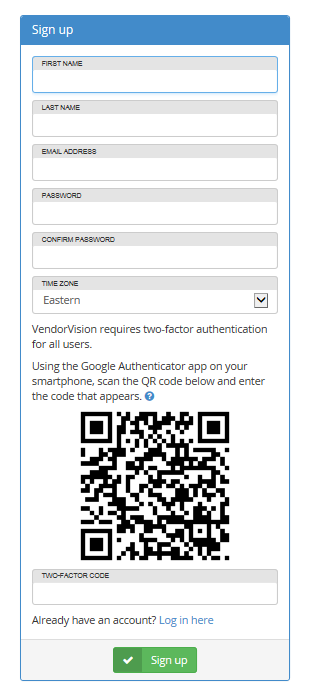 Sign up
FIRST NAME
LAST NAME
EMAIL ADDRESS
PASSWORD
CONFIRM PASSWORD
TIME ZONE
Eastern
VendorVision requires two-factor authentication
for all users.
Using the Google Authenticator app on your
smartphone, scan the QR code below and enter
the code that appears. ?
TWO-FACTOR CODE
Already have an account? Log in here
Sign up